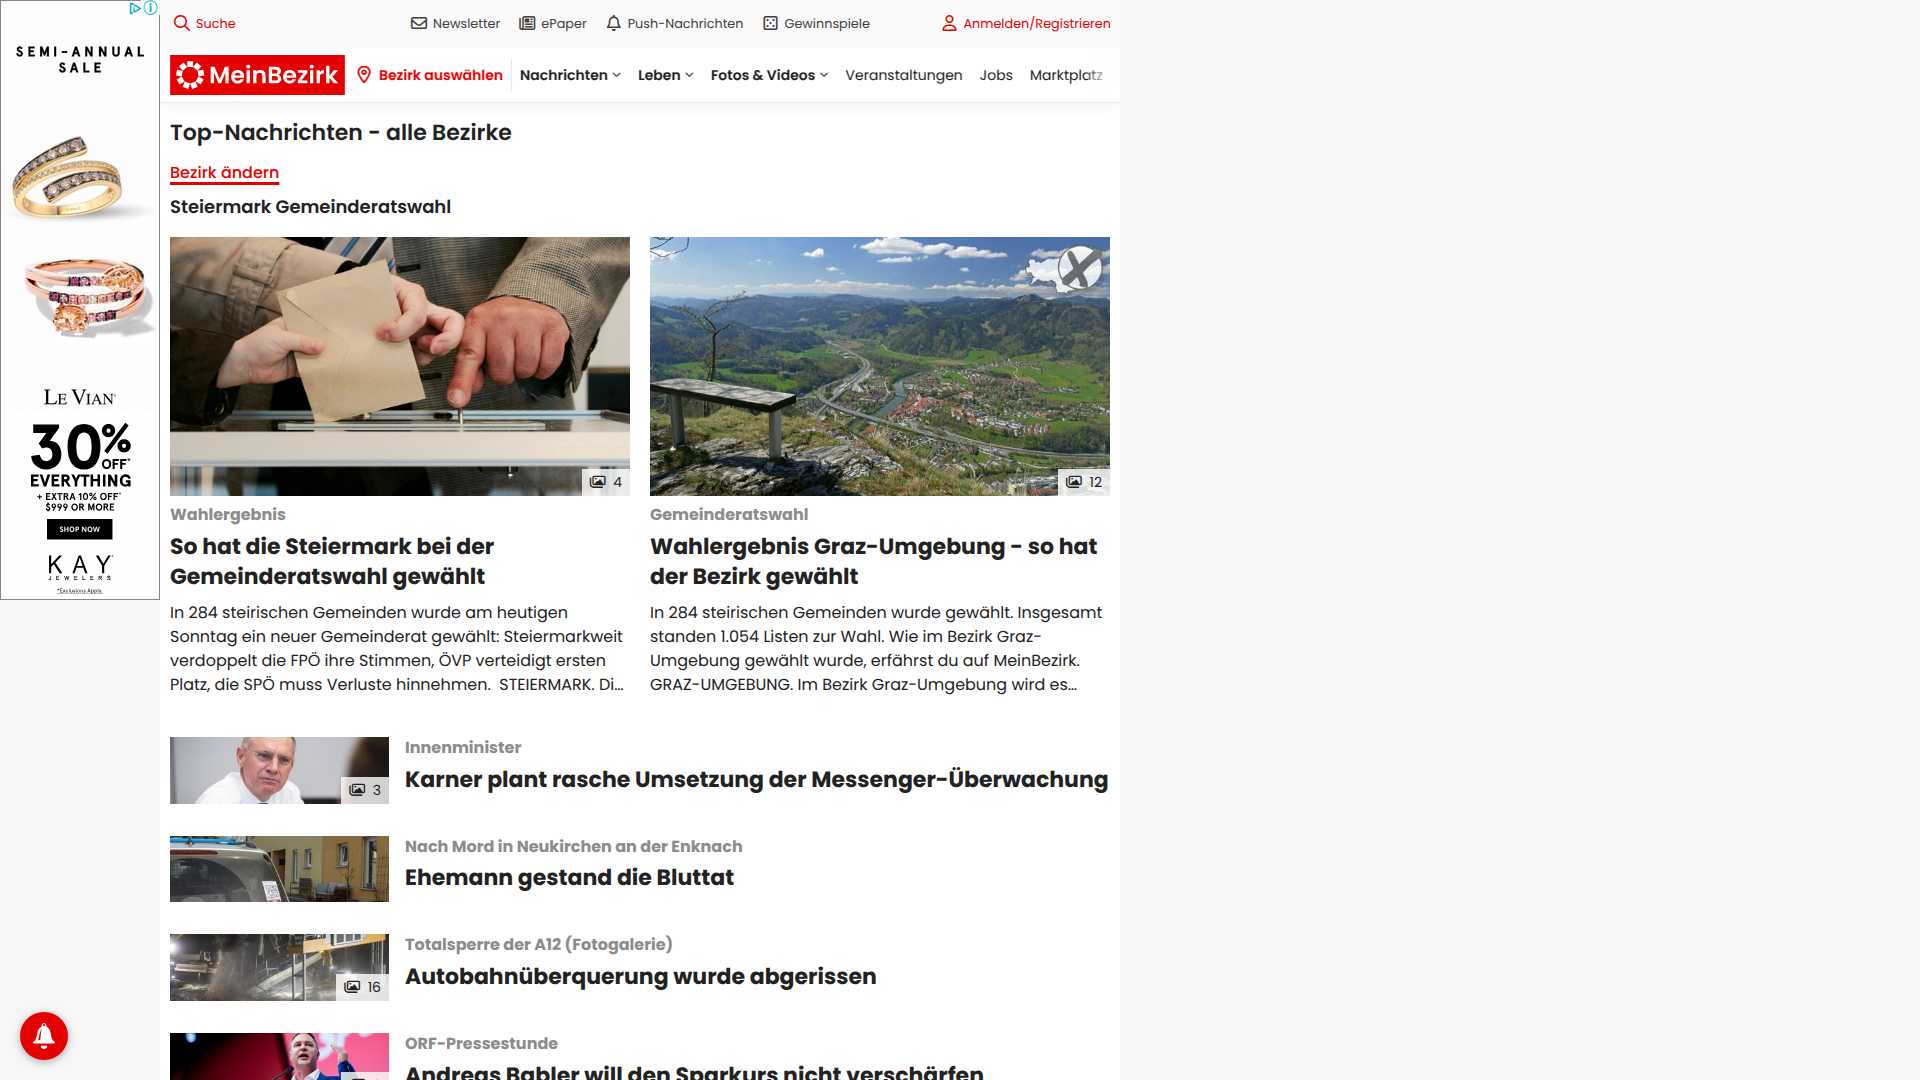 SEMI-ANNUAL
SALE
LE VIAN
30% OFF*
EVERYTHING
+ EXTRA 10% OFF*
$999 OR MORE
SHOP NOW
KAY
JEWELERS
*Exclusions Apply.
Suche
Newsletter
ePaper
Push-Nachrichten
Gewinnspiele
Anmelden/Registrieren
MeinBezirk
Bezirk auswählen
Nachrichten
Leben
Fotos & Videos
Veranstaltungen
Jobs
Marktplatz
Top-Nachrichten - alle Bezirke
Bezirk ändern
Steiermark Gemeinderatswahl
4
Wahlergebnis
So hat die Steiermark bei der
Gemeinderatswahl gewählt
In 284 steirischen Gemeinden wurde am heutigen
Sonntag ein neuer Gemeinderat gewählt: Steiermarkweit
verdoppelt die FPÖ ihre Stimmen, ÖVP verteidigt ersten
Platz, die SPÖ muss Verluste hinnehmen. STEIERMARK. Di...
12
Gemeinderatswahl
Wahlergebnis Graz-Umgebung - so hat
der Bezirk gewählt
In 284 steirischen Gemeinden wurde gewählt. Insgesamt
standen 1.054 Listen zur Wahl. Wie im Bezirk Graz-
Umgebung gewählt wurde, erfährst du auf MeinBezirk.
GRAZ-UMGEBUNG. Im Bezirk Graz-Umgebung wird es...
3
Innenminister
Karner plant rasche Umsetzung der Messenger-Überwachung
Nach Mord in Neukirchen an der Enknach
Ehemann gestand die Bluttat
16
Totalsperre der A12 (Fotogalerie)
Autobahnüberquerung wurde abgerissen
ORF-Pressestunde
Andreas Babler will den Sparkurs nicht verschärfen